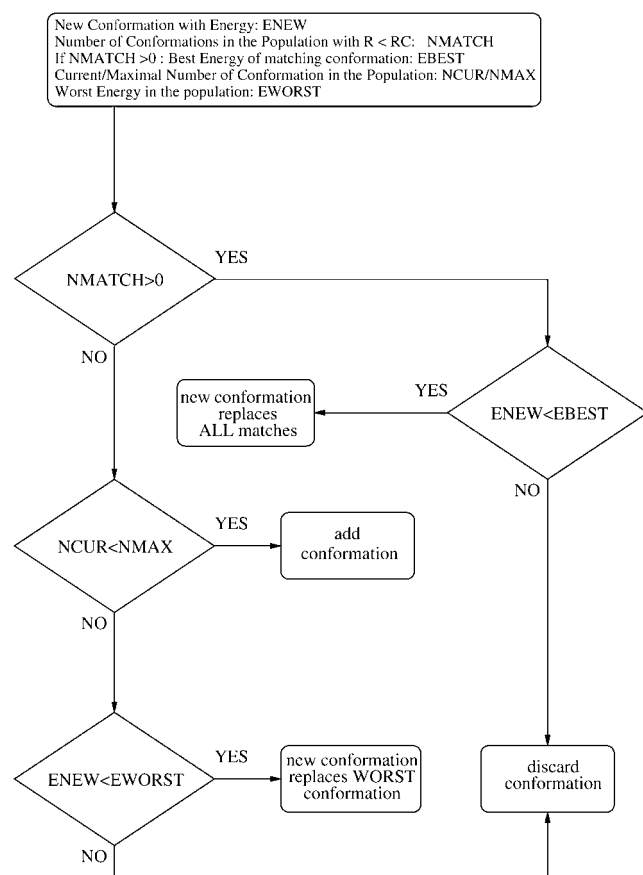 New Conformation with Energy: ENEW
Number of Conformations in the Population with R < RC: NMATCH
If NMATCH >0 : Best Energy of matching conformation: EBEST
Current/Maximal Number of Conformation in the Population: NCUR/NMAX
Worst Energy in the population: EWORST
NMATCH>0
YES
NO
ENEW<EBEST
YES
NO
new conformation
replaces
ALL matches
NCUR<NMAX
YES
NO
add
conformation
ENEW<EWORST
YES
NO
new conformation
replaces WORST
conformation
discard
conformation